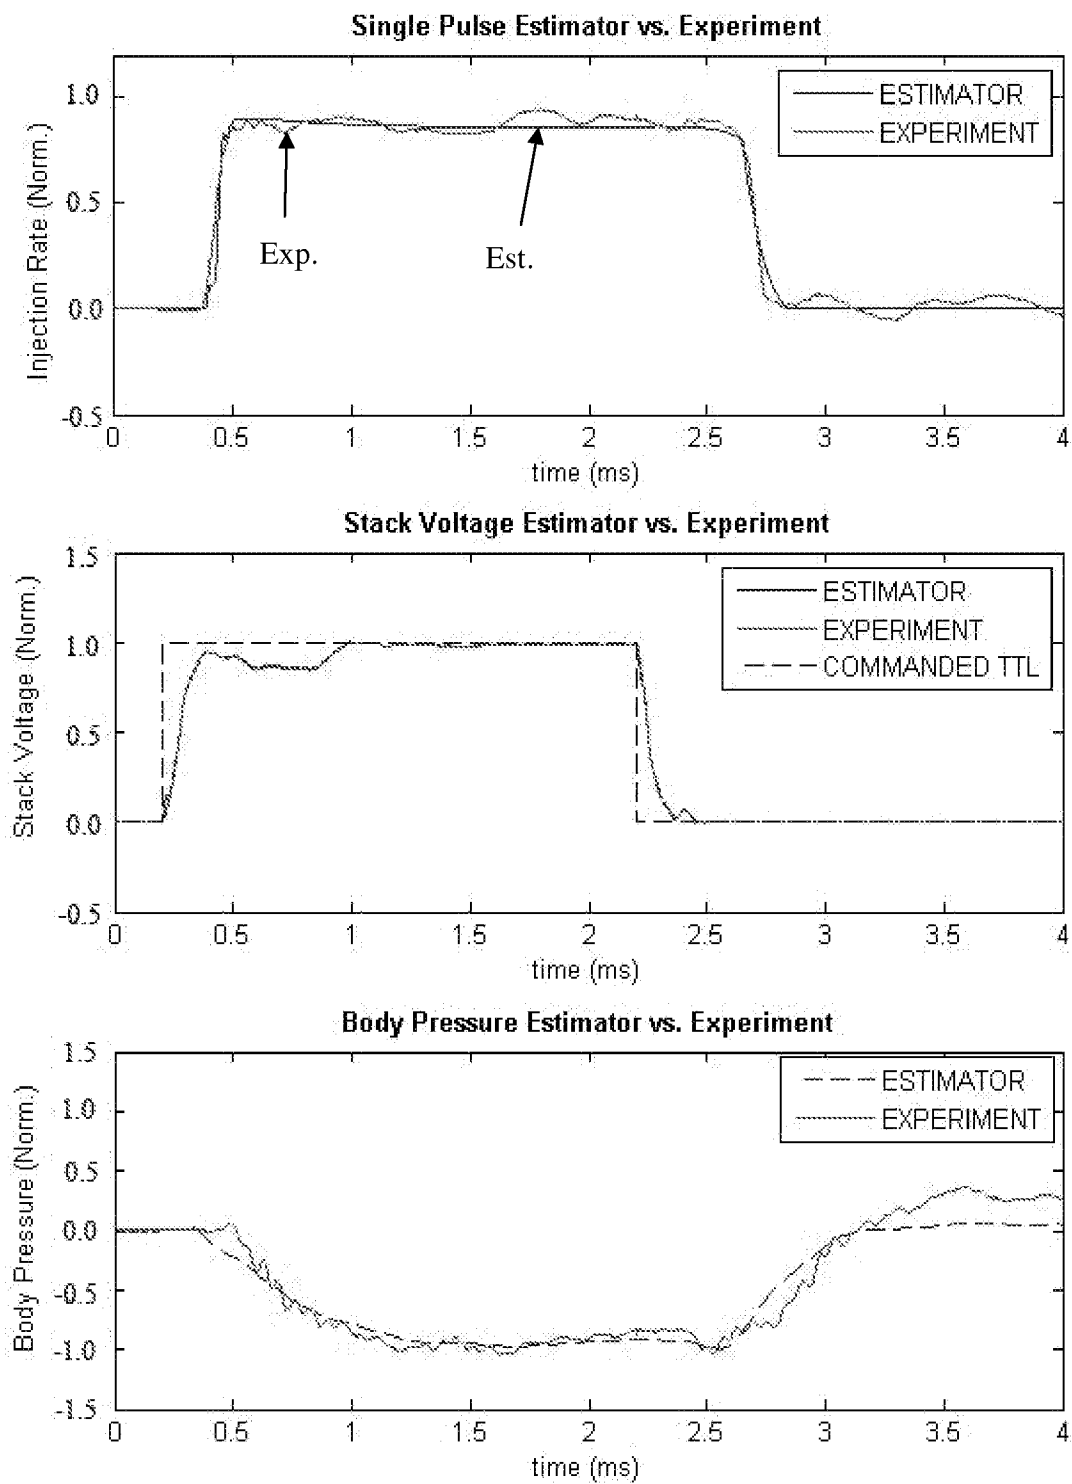 Single Pulse Estimator vs. Experiment
Injection Rate (Norm.)
1.0
0.5
0.0
-0.5
ESTIMATOR
EXPERIMENT
Exp.
Est.
0 0.5 1 1.5 2 2.5 3 3.5 4
time (ms)
Stack Voltage Estimator vs. Experiment
Stack Voltage (Norm.)
1.5
1.0
0.5
0.0
-0.5
ESTIMATOR
EXPERIMENT
COMMANDED TTL
0 0.5 1 1.5 2 2.5 3 3.5 4
time (ms)
Body Pressure Estimator vs. Experiment
Body Pressure (Norm.)
1.5
1.0
0.5
0.0
-0.5
-1.0
-1.5
ESTIMATOR
EXPERIMENT
0 0.5 1 1.5 2 2.5 3 3.5 4
time (ms)